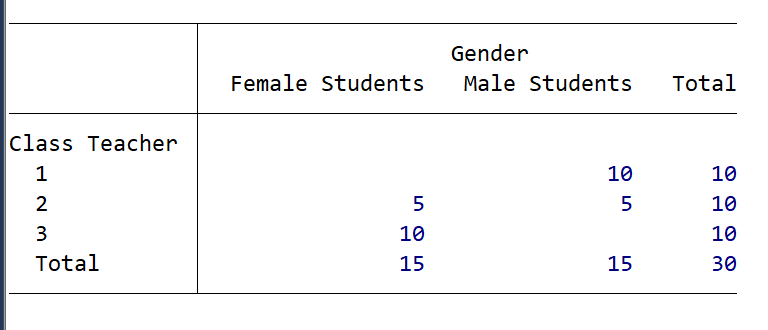 Gender
Female Students Male Students Total
Class Teacher
1 10 10
2 5 5 10
3 10 10
Total 15 15 30